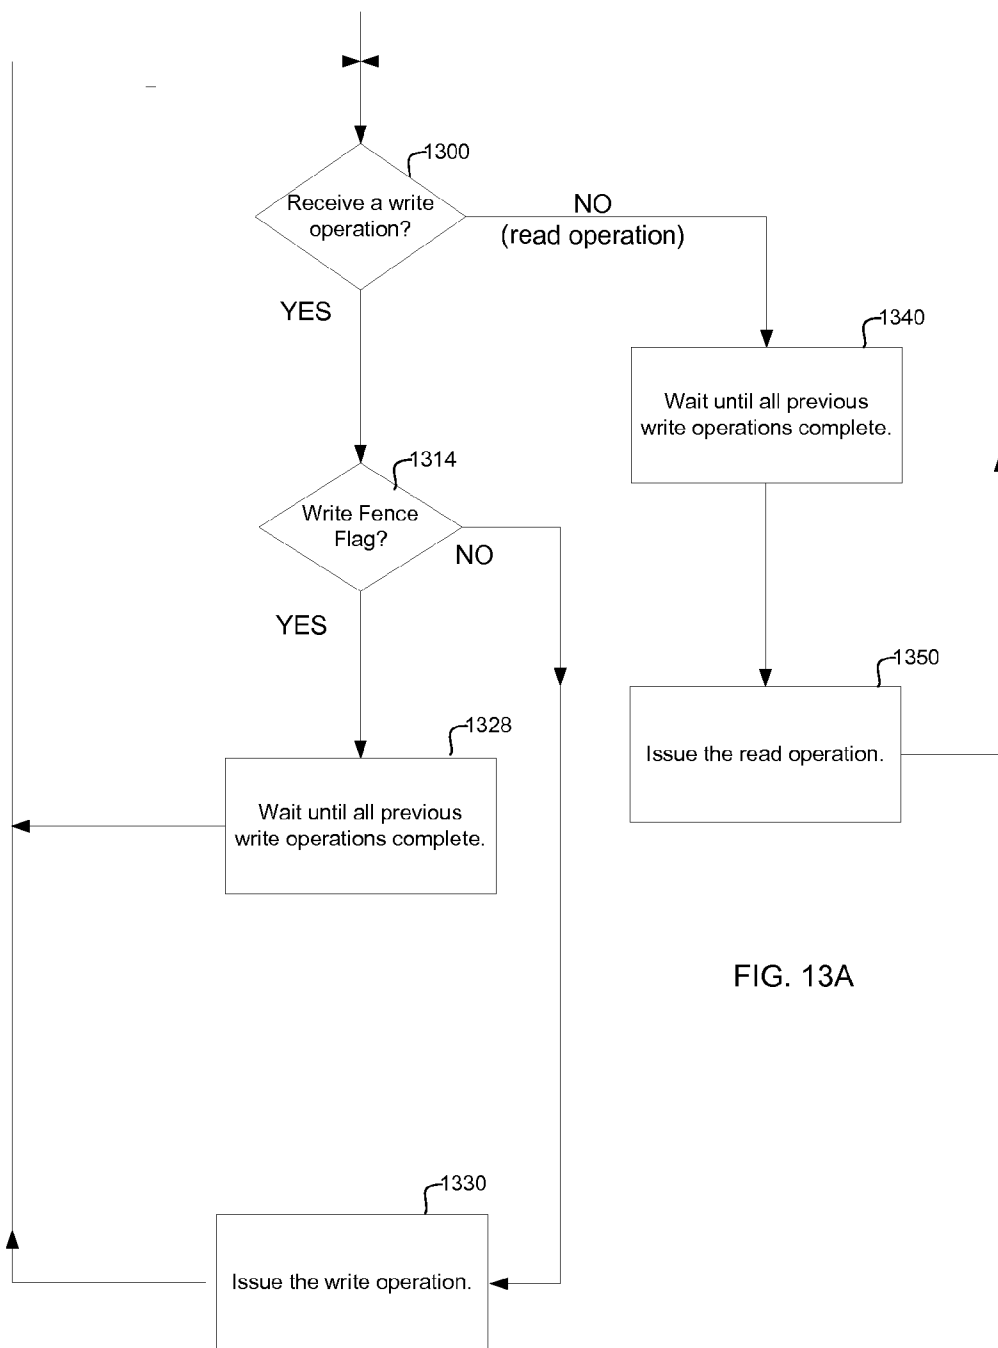 1300
Receive a write
operation?
NO
(read operation)
YES
1340
Wait until all previous
write operations complete.
1314
Write Fence
Flag?
NO
YES
1350
Issue the read operation.
1328
Wait until all previous
write operations complete.
FIG. 13A
1330
Issue the write operation.